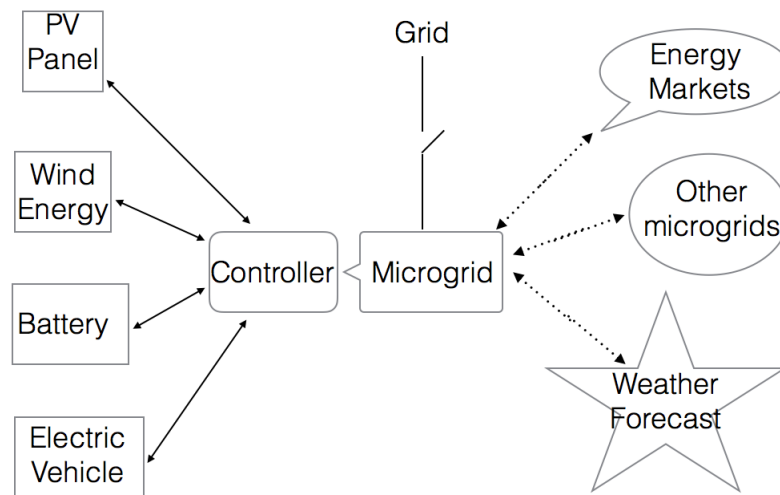 PV
Panel
Grid
Energy
Markets
Wind
Energy
Other
microgrids
Controller
Microgrid
Battery
Weather
Forecast
Electric
Vehicle